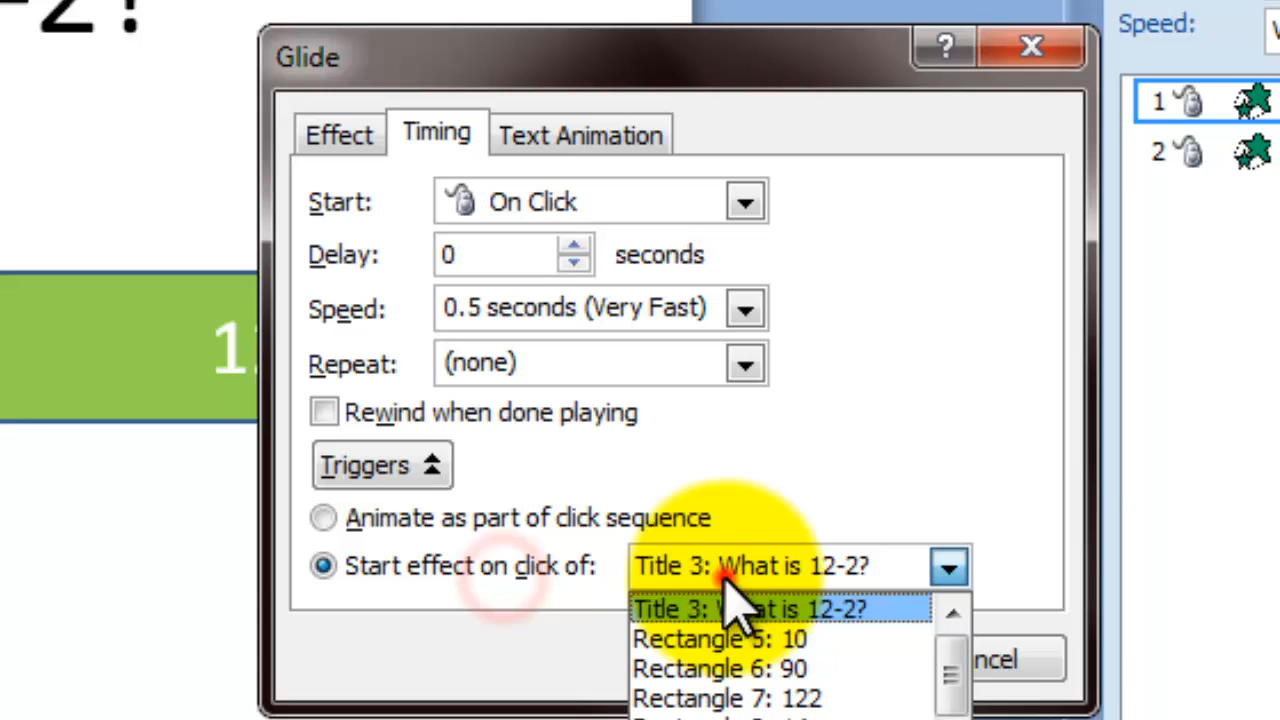 -2?
Speed:
Glide
?
1
2
Effect
Timing
Text Animation
Start:
On Click
Delay:
0
seconds
Speed:
0.5 seconds (Very Fast)
Repeat:
(none)
1
Rewind when done playing
Triggers
Animate as part of click sequence
Start effect on click of:
Title 3: What is 12-2?
Title 3: What is 12-2?
Rectangle 5: 10
Rectangle 6: 90
Rectangle 7: 122
ncel